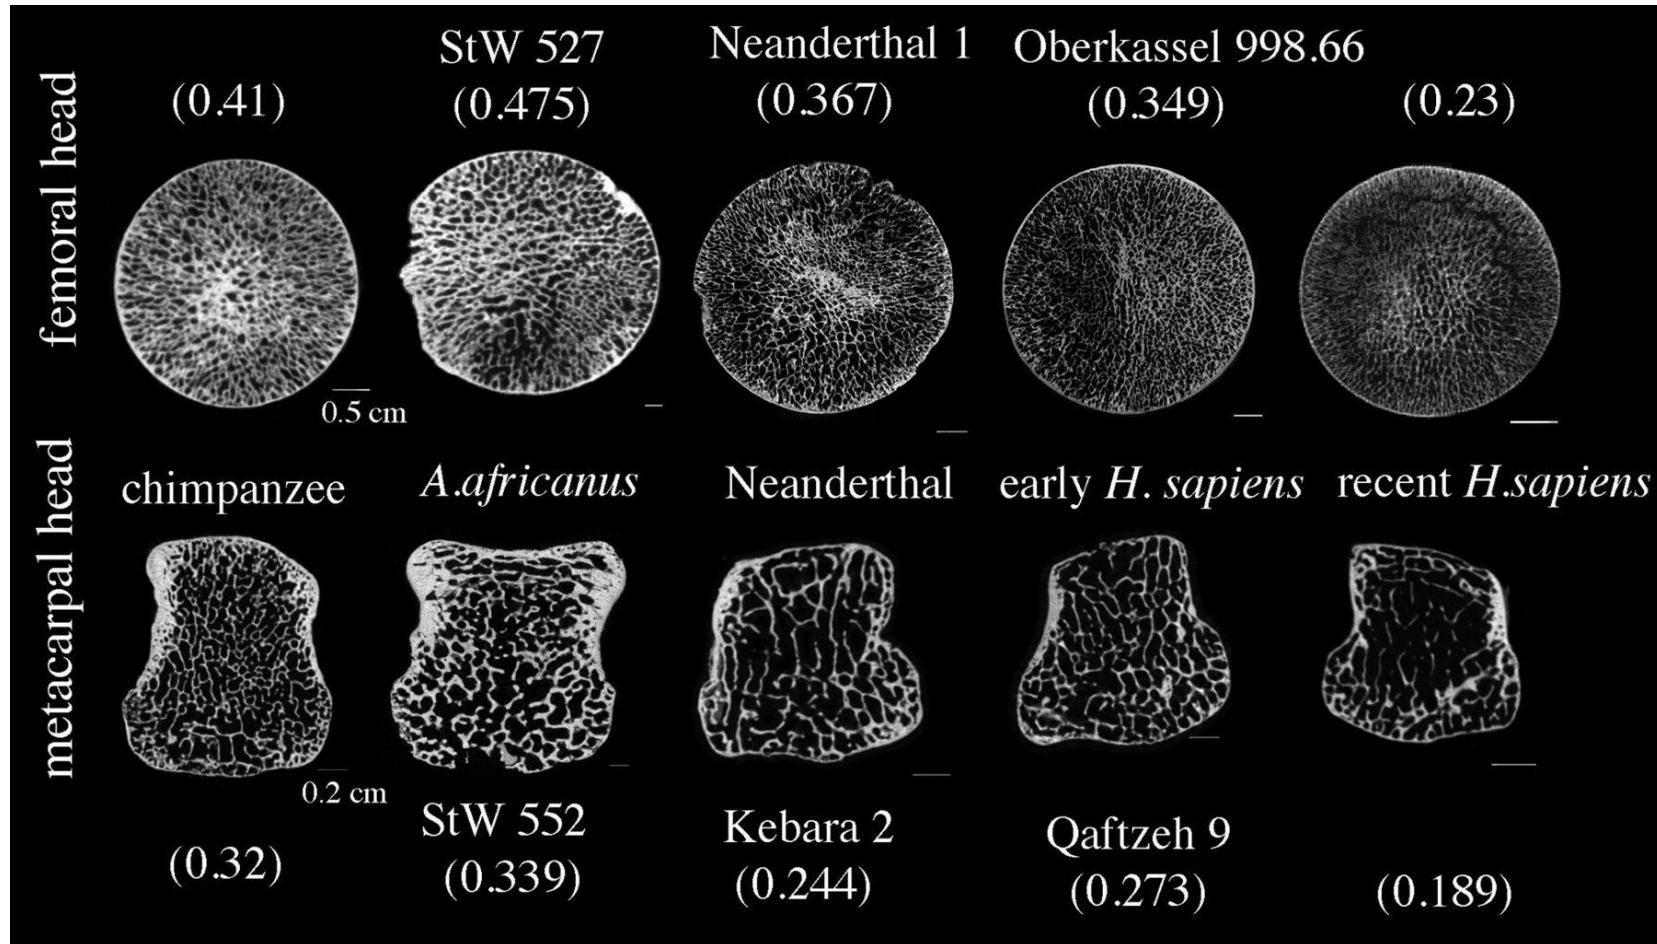 femoral head
(0.41)
StW 527
(0.475)
Neanderthal 1
(0.367)
Oberkassel 998.66
(0.349)
(0.23)
0.5 cm
metacarpal head
chimpanzee
A.africanus
Neanderthal
early H. sapiens
recent H.sapiens
0.2 cm
(0.32)
StW 552
(0.339)
Kebara 2
(0.244)
Qaftzeh 9
(0.273)
(0.189)